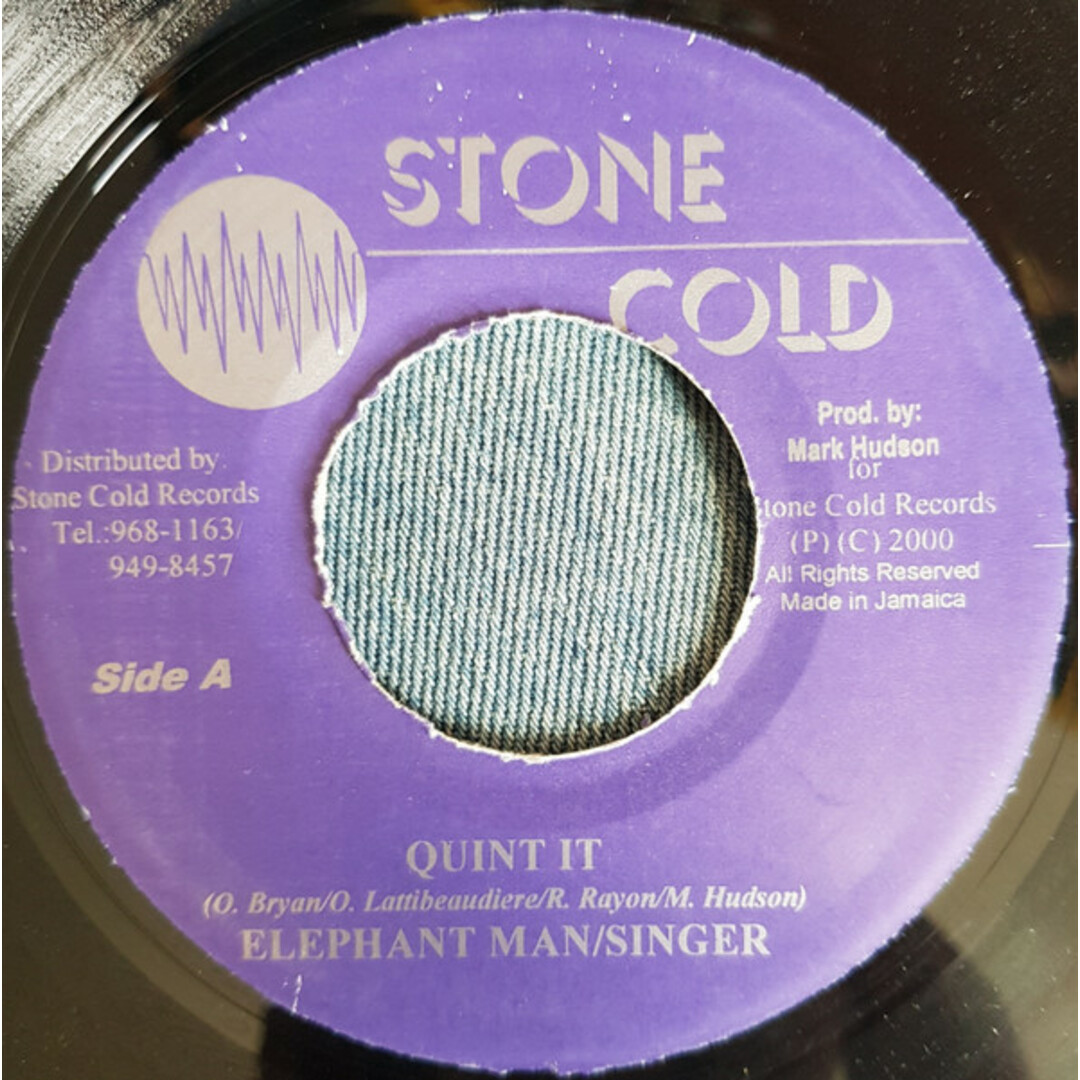 STONE
COLD
Distributed by
Stone Cold Records
Tel.:968-1163/
949-8457
Side A
Prod. by:
Mark Hudson
for
Stone Cold Records
(P) (C) 2000
All Rights Reserved
Made in Jamaica
QUINT IT
(O. Bryan/O. Lattibeaudiere/R. Rayon/M. Hudson)
ELEPHANT MAN/SINGER